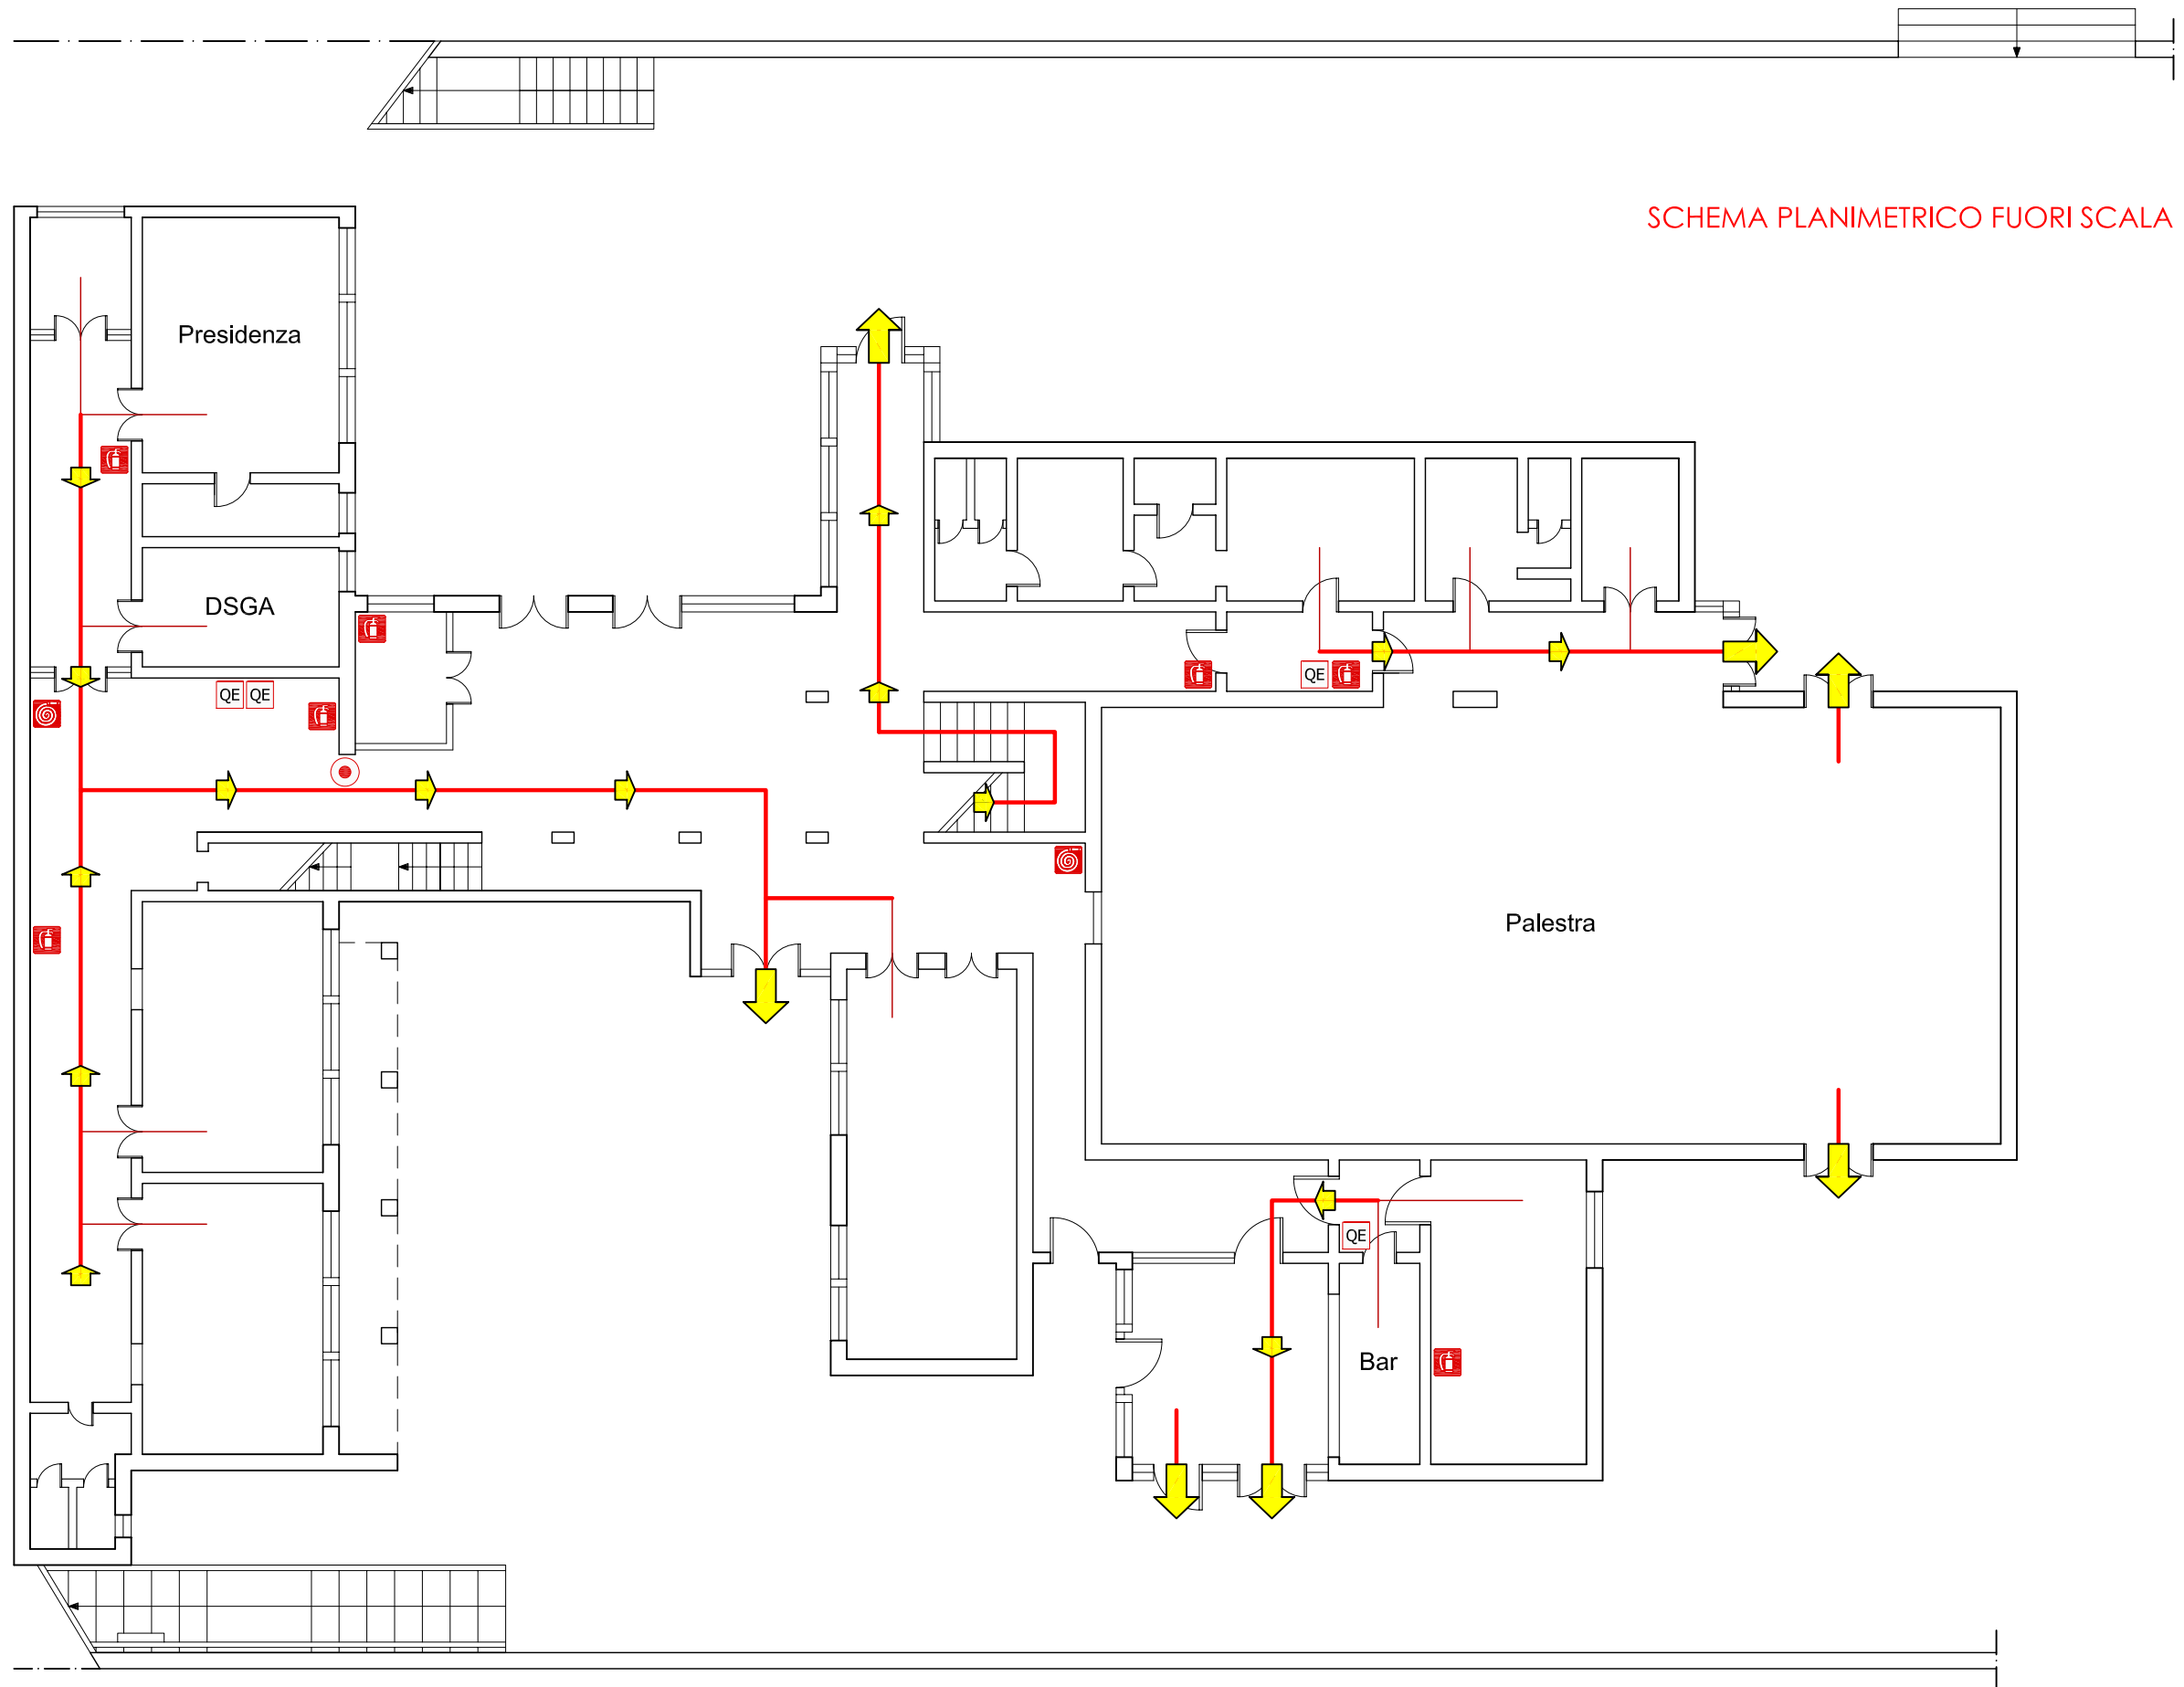 SCHEMA PLANIMETRICO FUORI SCALA
Presidenza
DSGA
QE QE
QE
Palestra
QE
Bar